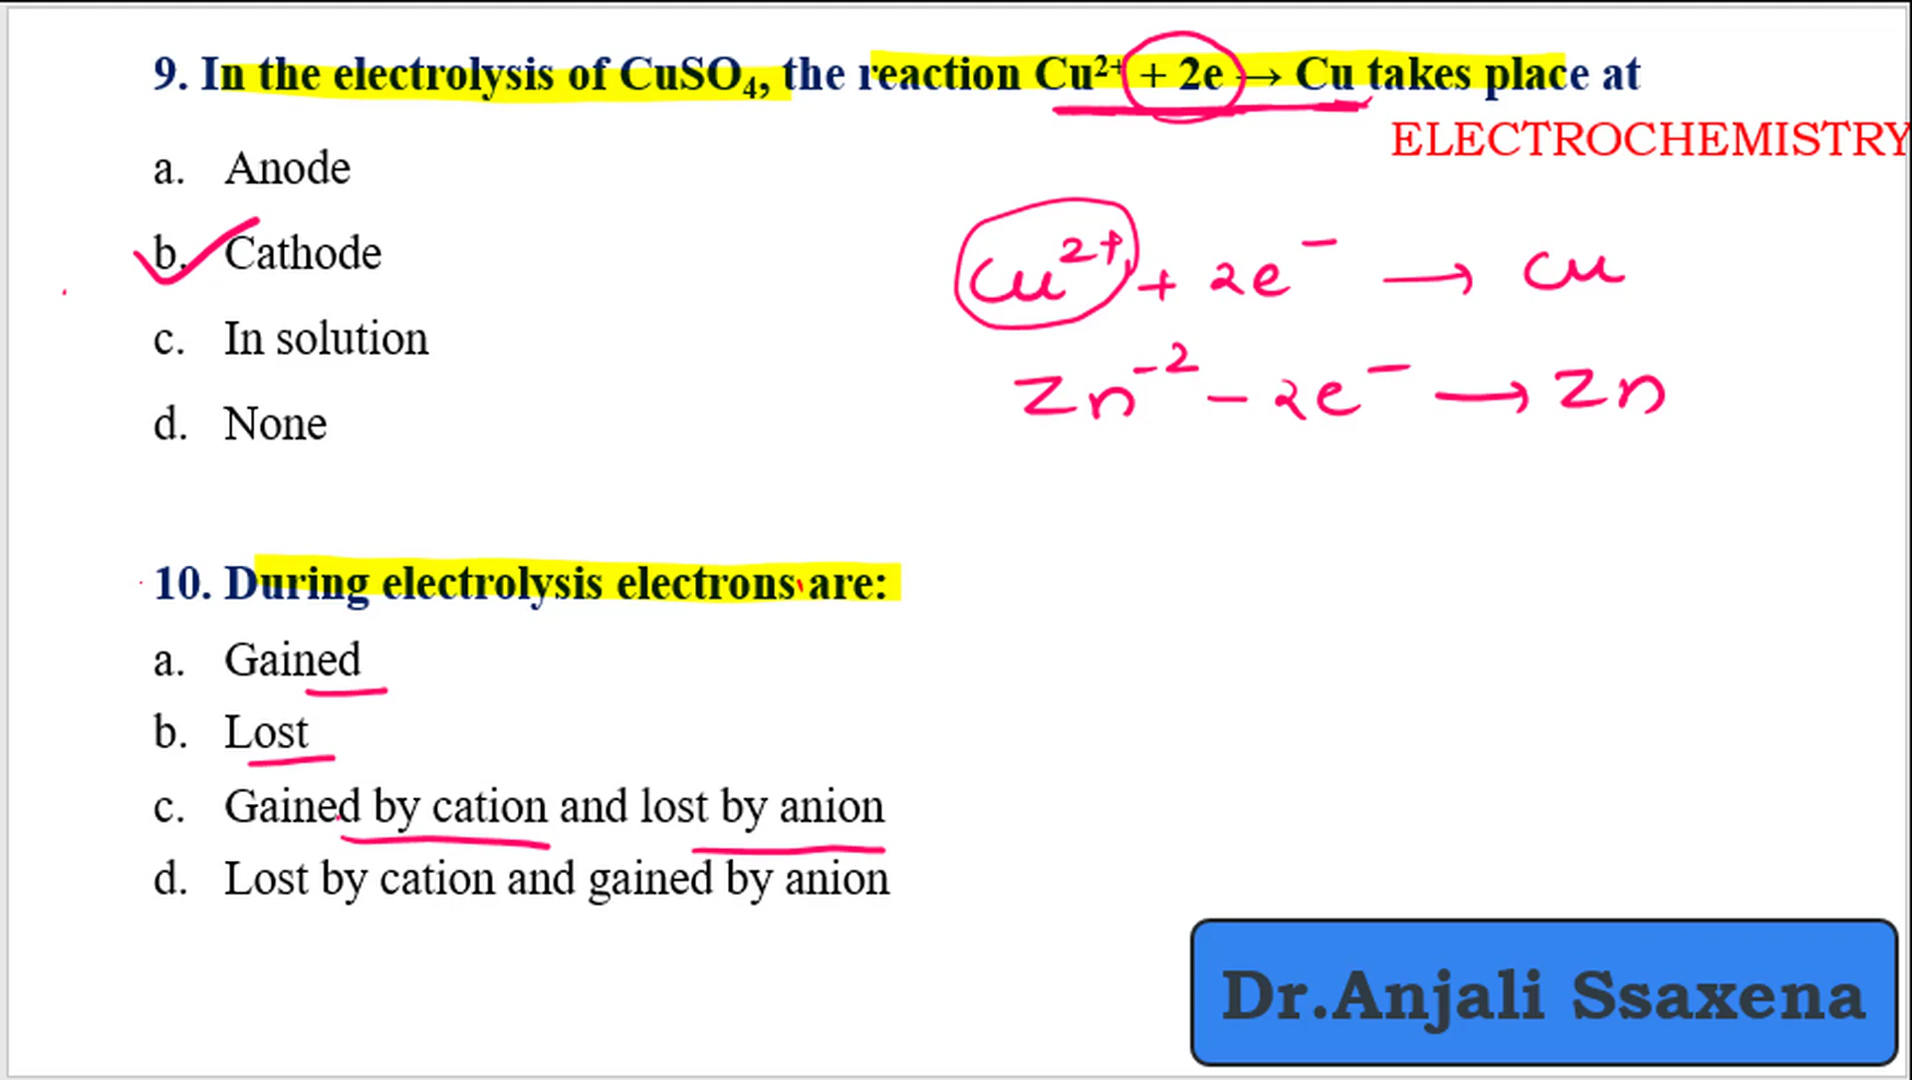 9. In the electrolysis of CuSO₄, the reaction Cu²⁺ + 2e → Cu takes place at
ELECTROCHEMISTRY
a. Anode
b. Cathode
c. In solution
d. None
Cu²⁺ + 2e⁻ → Cu
Zn⁻² − 2e⁻ → Zn
10. During electrolysis electrons are:
a. Gained
b. Lost
c. Gained by cation and lost by anion
d. Lost by cation and gained by anion
Dr.Anjali Ssaxena